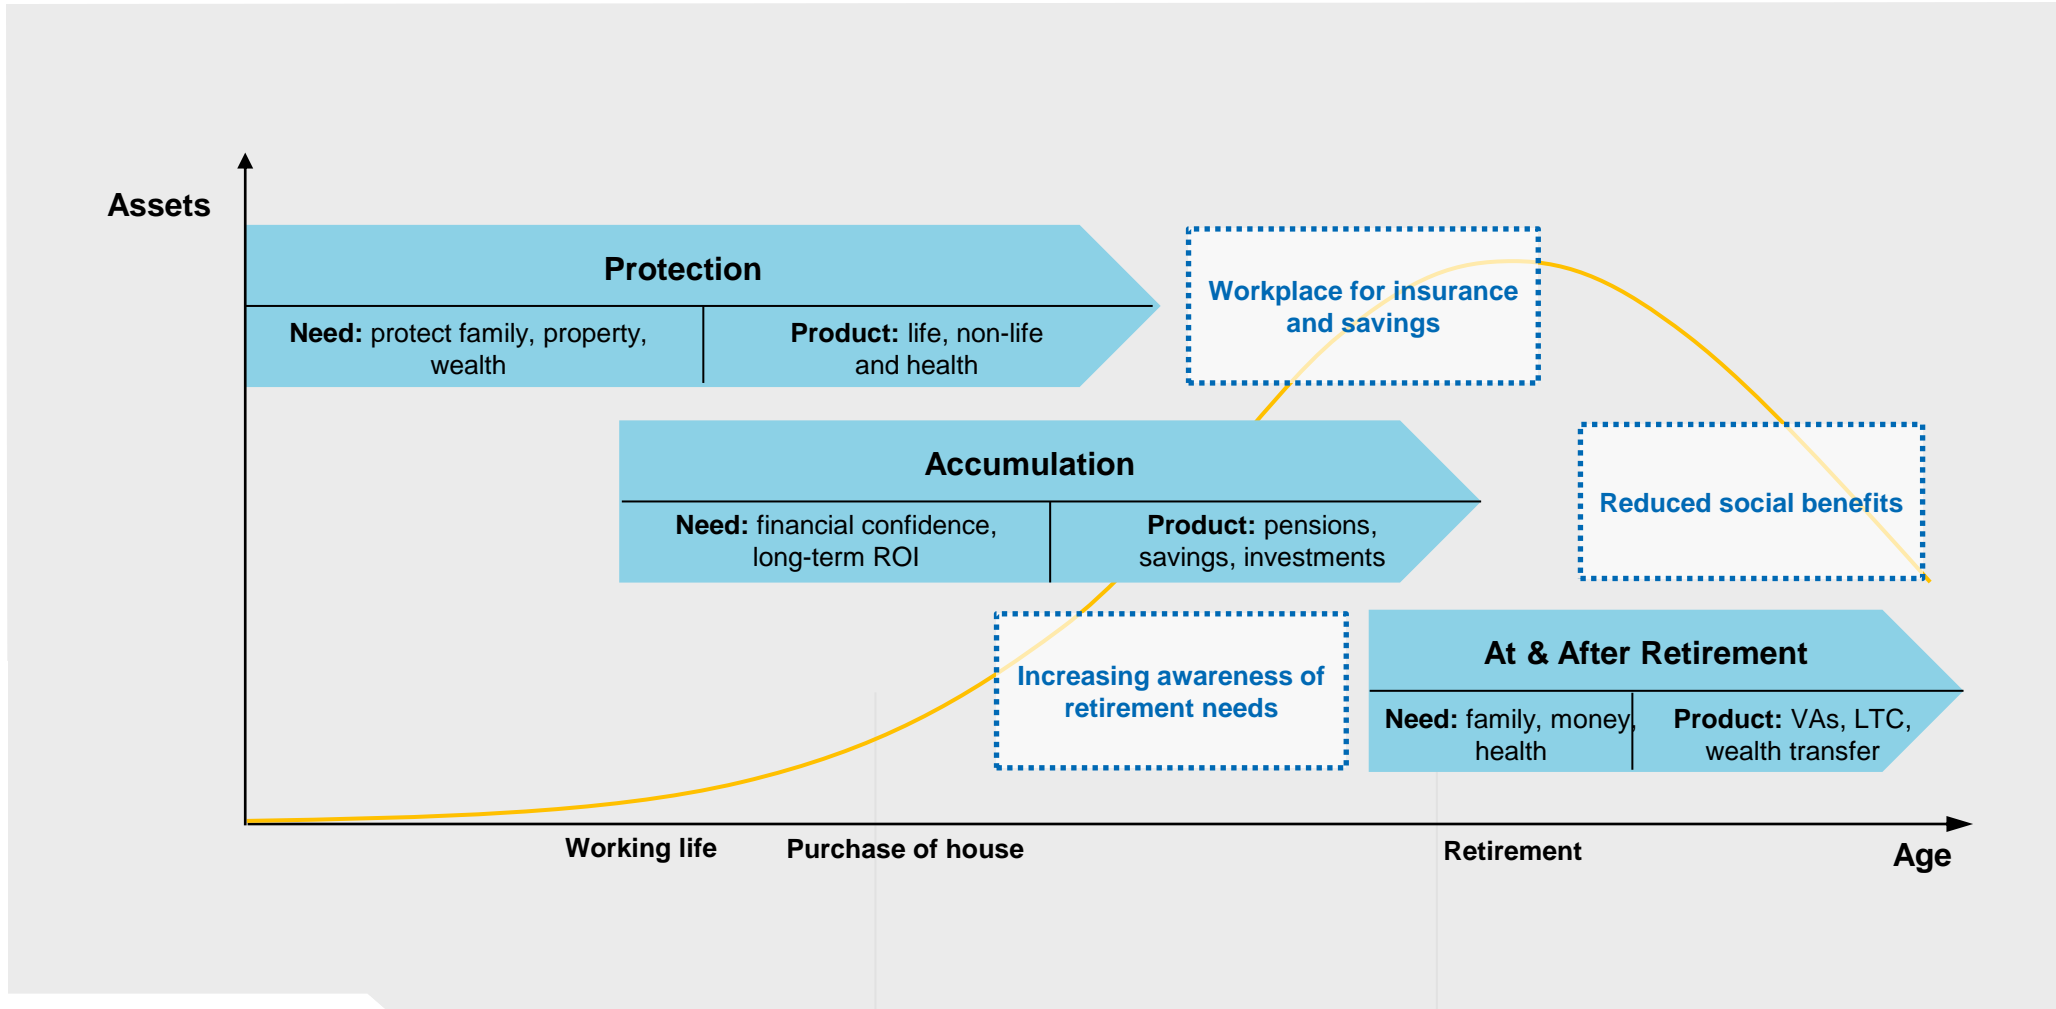 Assets
Protection
Need: protect family, property,
wealth
Product: life, non-life
and health
Workplace for insurance
and savings
Accumulation
Need: financial confidence,
long-term ROI
Product: pensions,
savings, investments
Reduced social benefits
Increasing awareness of
retirement needs
At & After Retirement
Need: family, money,
health
Product: VAs, LTC,
wealth transfer
Working life
Purchase of house
Retirement
Age